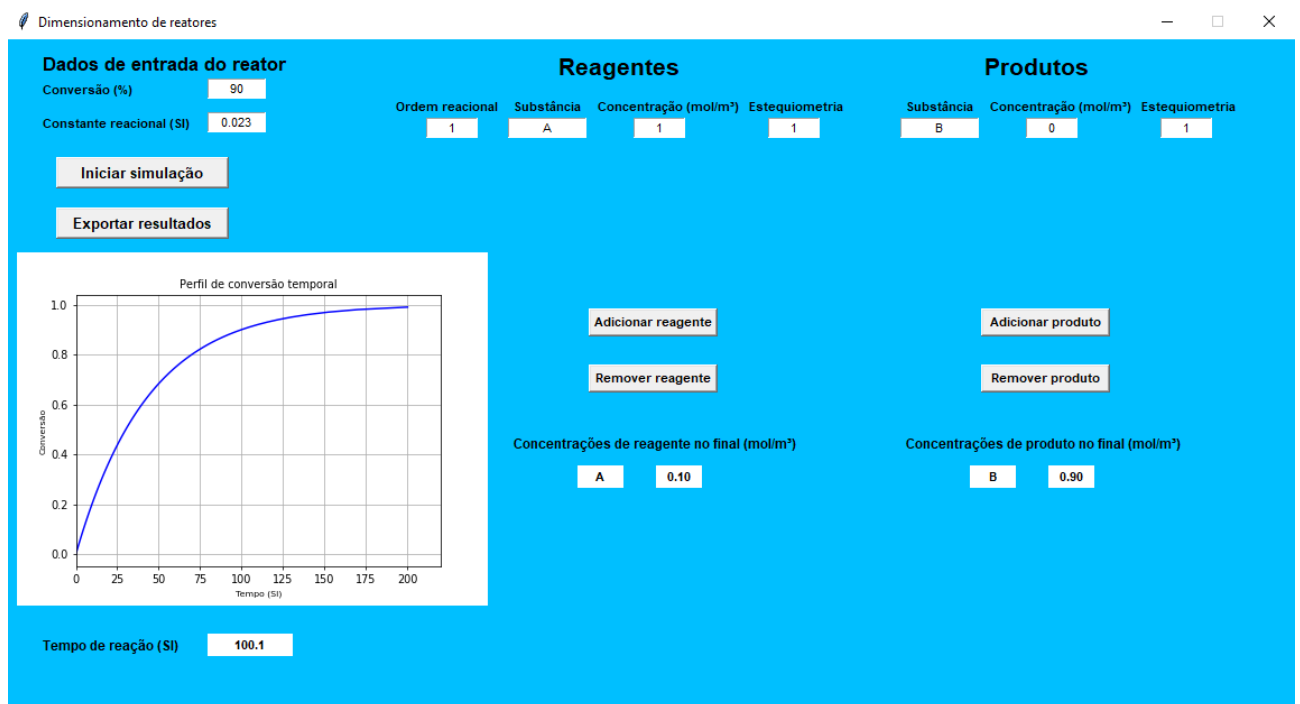 Dimensionamento de reatores
Dados de entrada do reator
Conversão (%) 90
Constante reacional (SI) 0.023
Iniciar simulação
Exportar resultados
Reagentes
Ordem reacional Substância Concentração (mol/m³) Estequiometria
1 A 1 1
Produtos
Substância Concentração (mol/m³) Estequiometria
B 0 1
Perfil de conversão temporal
Conversão
1.0
0.8
0.6
0.4
0.2
0.0
0 25 50 75 100 125 150 175 200
Tempo (SI)
Adicionar reagente
Remover reagente
Adicionar produto
Remover produto
Concentrações de reagente no final (mol/m³)
A 0.10
Concentrações de produto no final (mol/m³)
B 0.90
Tempo de reação (SI) 100.1